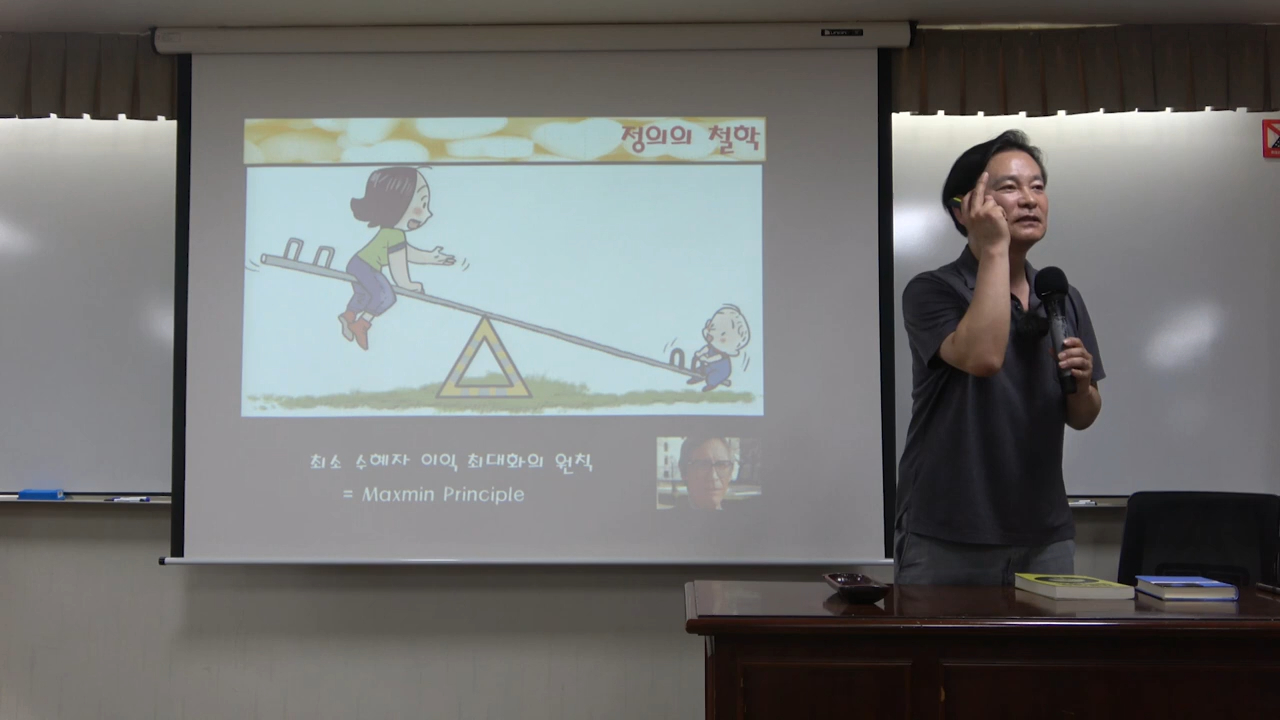 정의의 철학
최소 수혜자 이익 최대화의 원칙
= Maxmin Principle